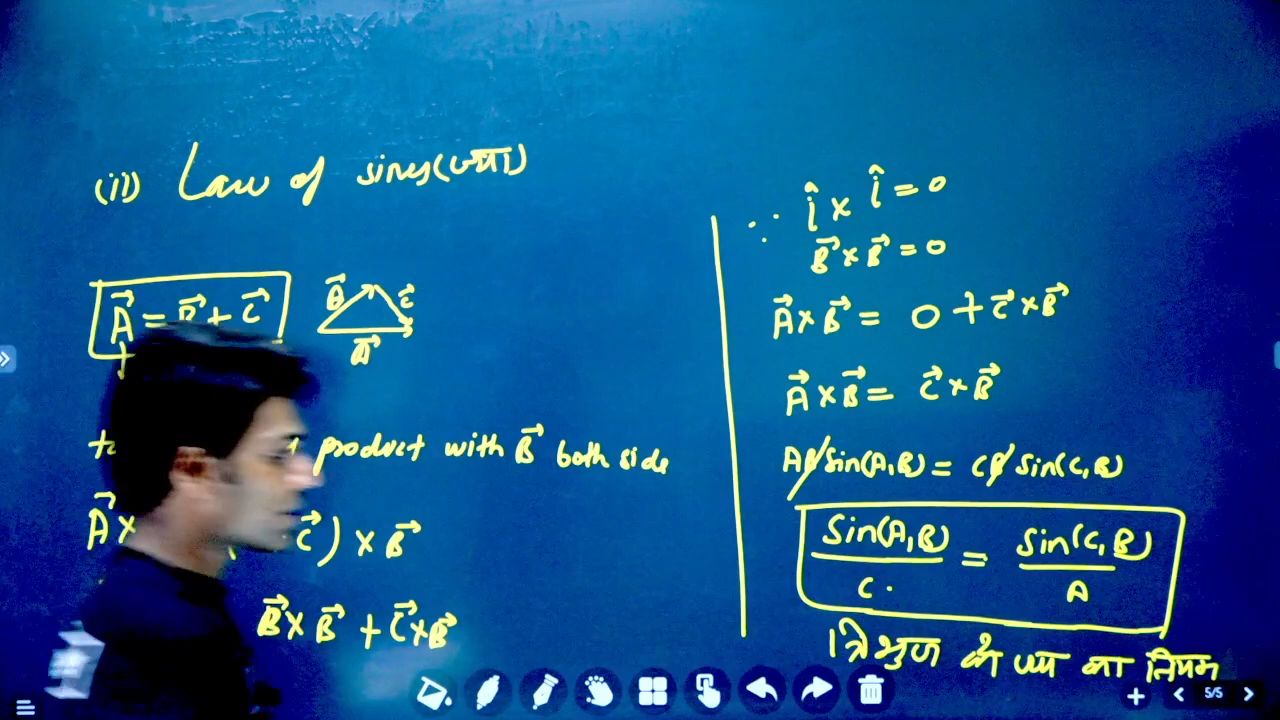 (ii) Law of sines(ज्या)
A⃗ = B⃗ + C⃗
B⃗ C⃗
A⃗
product with B⃗ both side
A⃗ × C⃗ ) × B⃗
B⃗ × B⃗ + C⃗ × B⃗
∵ î × î = 0
B⃗ × B⃗ = 0
A⃗ × B⃗ = 0 + C⃗ × B⃗
A⃗ × B⃗ = C⃗ × B⃗
AB Sin(A,B) = CB Sin(C,B)
Sin(A,B)/C = Sin(C,B)/A
त्रिभुज के ज्या का नियम
5/5